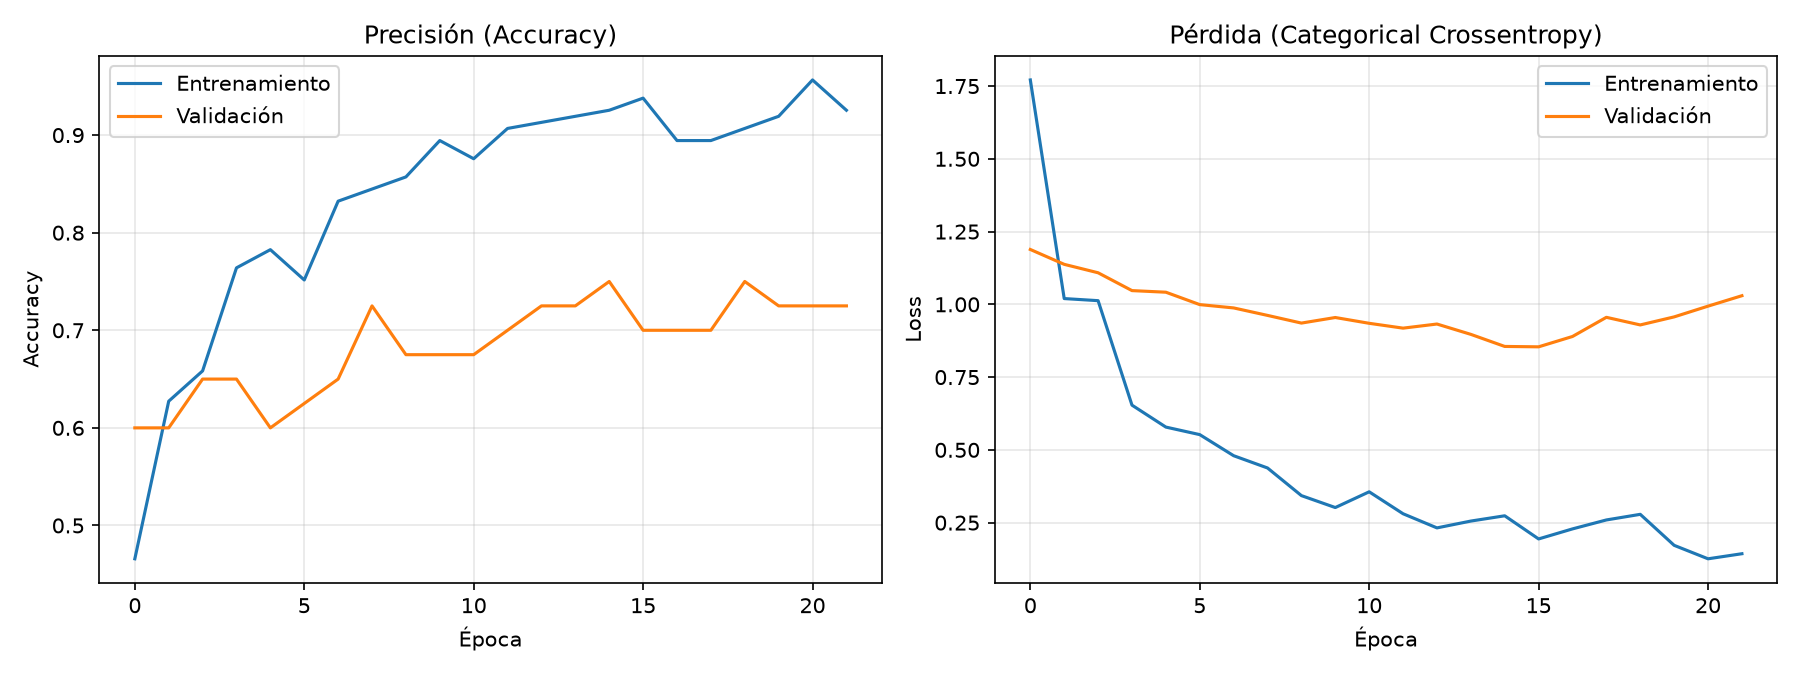 Precisión (Accuracy)
Entrenamiento
Validación
0.9
0.8
0.7
0.6
0.5
Accuracy
0 5 10 15 20
Época
Pérdida (Categorical Crossentropy)
Entrenamiento
Validación
1.75
1.50
1.25
1.00
0.75
0.50
0.25
Loss
0 5 10 15 20
Época